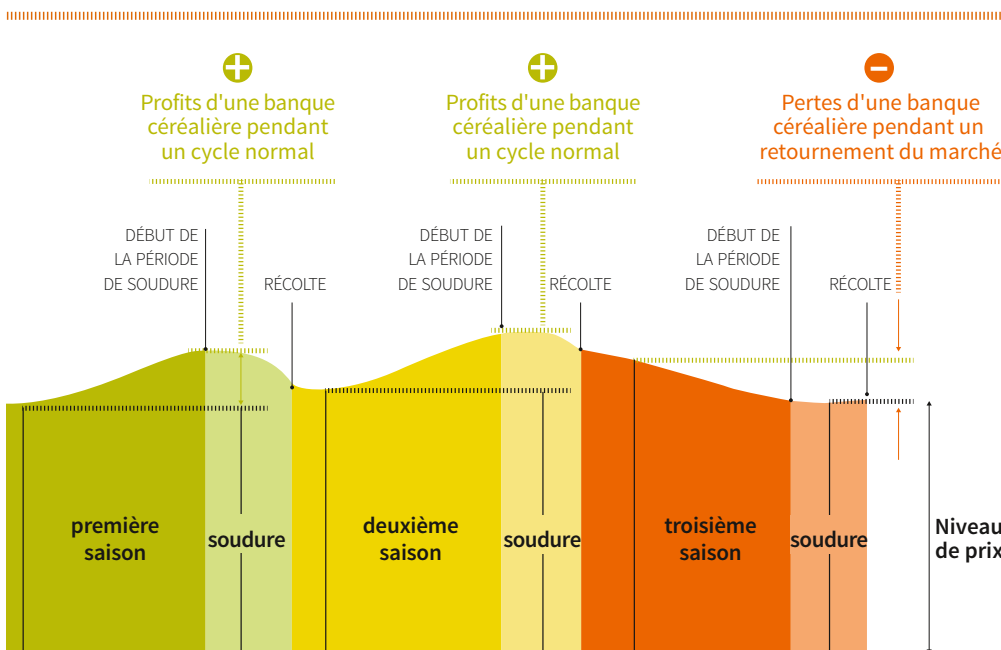 Profits d'une banque
céréalière pendant
un cycle normal
Profits d'une banque
céréalière pendant
un cycle normal
Pertes d'une banque
céréalière pendant un
retournement du marché
DÉBUT DE
LA PÉRIODE
DE SOUDURE
RÉCOLTE
DÉBUT DE
LA PÉRIODE
DE SOUDURE
RÉCOLTE
DÉBUT DE
LA PÉRIODE
DE SOUDURE
RÉCOLTE
première
saison
soudure
deuxième
saison
soudure
troisième
saison
soudure
Niveau
de prix